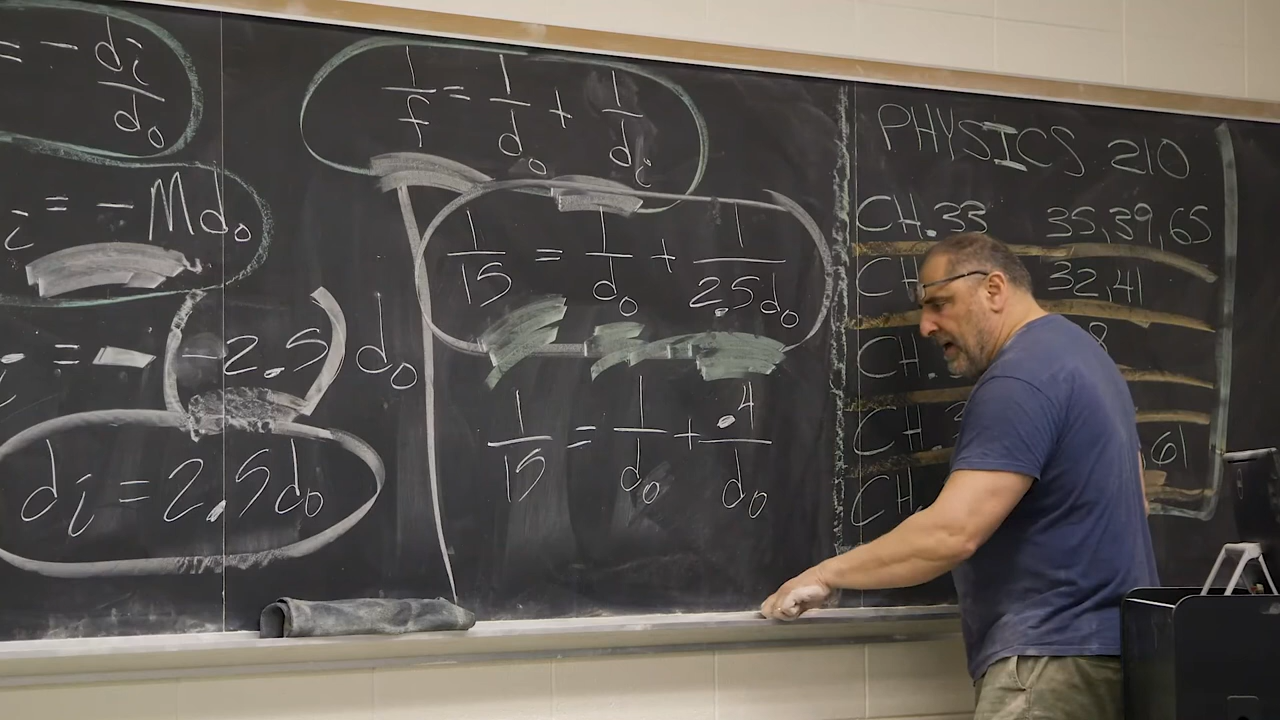 = - di/do
i = - Mdo
i = - (-2.5) do
di = 2.5do
1/f = 1/do + 1/di
1/15 = 1/do + 1/2.5do
1/15 = 1/do + .4/do
PHYSICS 210
CH.33 35,39,65
CH 32,41
CH. 8
CH. 61
CH.